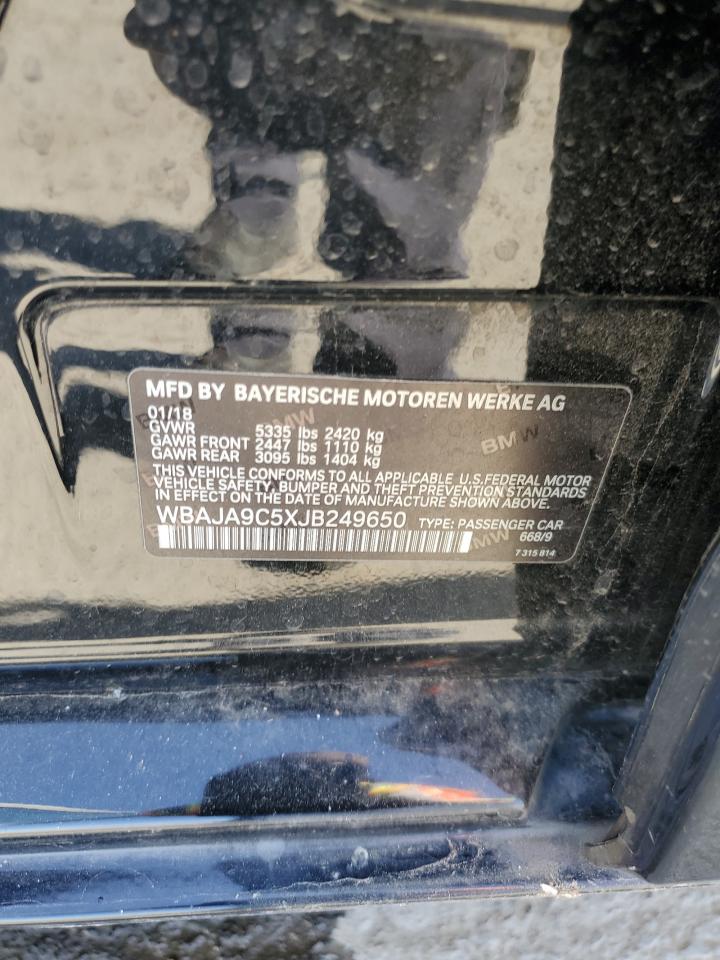 MFD BY BAYERISCHE MOTOREN WERKE AG
01/18
GVWR 5335 lbs 2420 kg
GAWR FRONT 2447 lbs 1110 kg
GAWR REAR 3095 lbs 1404 kg
THIS VEHICLE CONFORMS TO ALL APPLICABLE U.S.FEDERAL MOTOR
VEHICLE SAFETY, BUMPER AND THEFT PREVENTION STANDARDS
IN EFFECT ON THE DATE OF MANUFACTURE SHOWN ABOVE.
WBAJA9C5XJB249650 TYPE: PASSENGER CAR
668/9
7 315 814
BMW
BMW
BMW